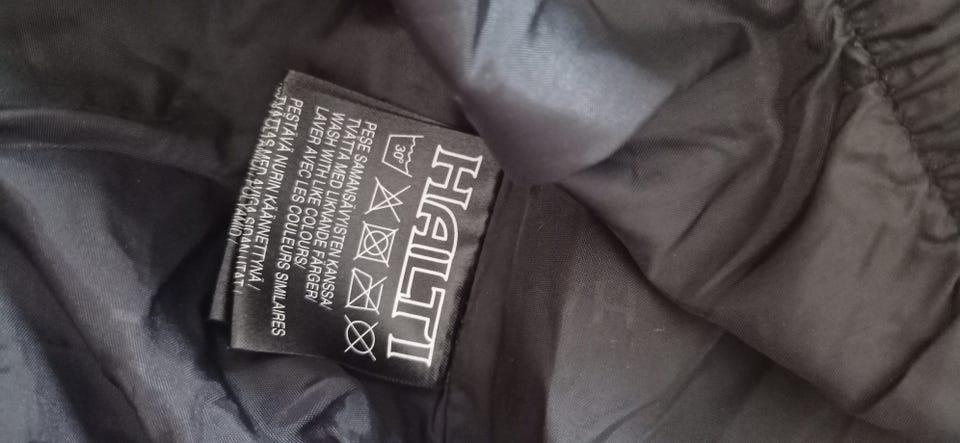 HALTI
30°
PESE SAMANSÄVYISTEN KANSSA/
TVÄTTA MED LIKNANDE FÄRGER/
WASH WITH LIKE COLOURS/
LAVER AVEC LES COULEURS SIMILAIRES
PESTÄVÄ NURIN KÄÄNNETTYNÄ/